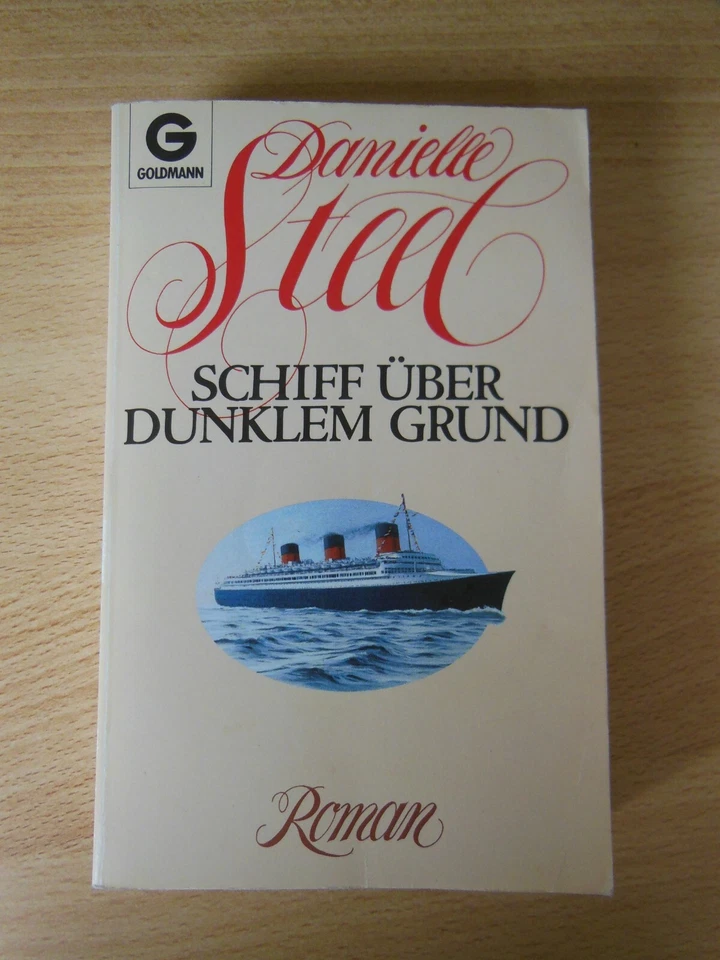 G
GOLDMANN
Danielle
Steel
SCHIFF ÜBER
DUNKLEM GRUND
Roman